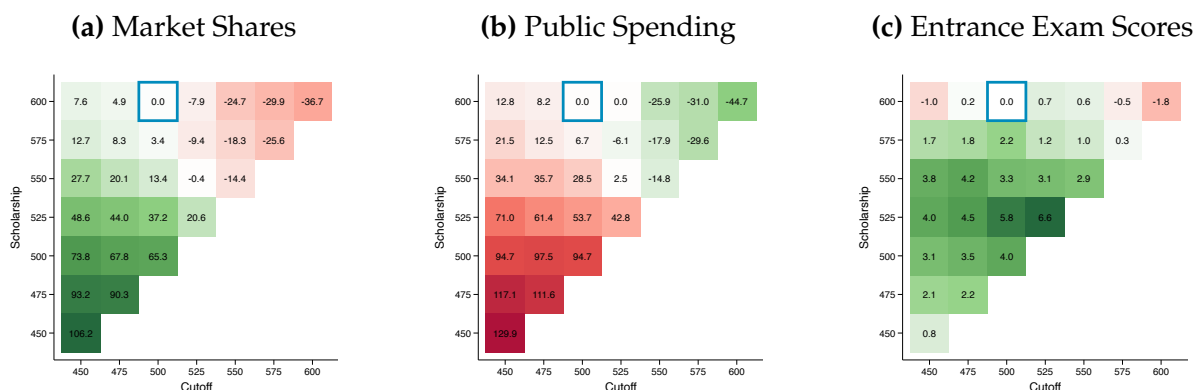 (a) Market Shares
(b) Public Spending
(c) Entrance Exam Scores
Scholarship
600 7.6 4.9 0.0 -7.9 -24.7 -29.9 -36.7
575 12.7 8.3 3.4 -9.4 -18.3 -25.6
550 27.7 20.1 13.4 -0.4 -14.4
525 48.6 44.0 37.2 20.6
500 73.8 67.8 65.3
475 93.2 90.3
450 106.2
450 475 500 525 550 575 600
Cutoff
Scholarship
600 12.8 8.2 0.0 0.0 -25.9 -31.0 -44.7
575 21.5 12.5 6.7 -6.1 -17.9 -29.6
550 34.1 35.7 28.5 2.5 -14.8
525 71.0 61.4 53.7 42.8
500 94.7 97.5 94.7
475 117.1 111.6
450 129.9
450 475 500 525 550 575 600
Cutoff
Scholarship
600 -1.0 0.2 0.0 0.7 0.6 -0.5 -1.8
575 1.7 1.8 2.2 1.2 1.0 0.3
550 3.8 4.2 3.3 3.1 2.9
525 4.0 4.5 5.8 6.6
500 3.1 3.5 4.0
475 2.1 2.2
450 0.8
450 475 500 525 550 575 600
Cutoff